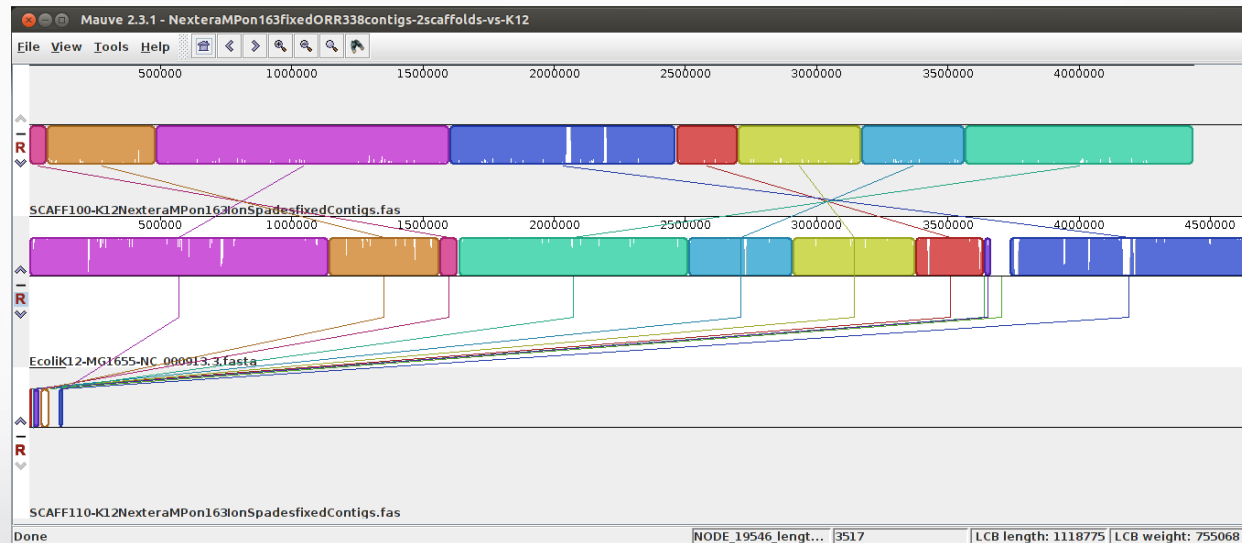 Mauve 2.3.1 - NexteraMPon163fixedORR338contigs-2scaffolds-vs-K12
File View Tools Help
500000 1000000 1500000 2000000 2500000 3000000 3500000 4000000
R
SCAFF100-K12NexteraMPon163IonSpadesfixedContigs.fas
500000 1000000 1500000 2000000 2500000 3000000 3500000 4000000 4500000
R
EcoliK12-MG1655-NC_000913.3.fasta
R
SCAFF110-K12NexteraMPon163IonSpadesfixedContigs.fas
Done NODE_19546_lengt... 3517 LCB length: 1118775 LCB weight: 755068